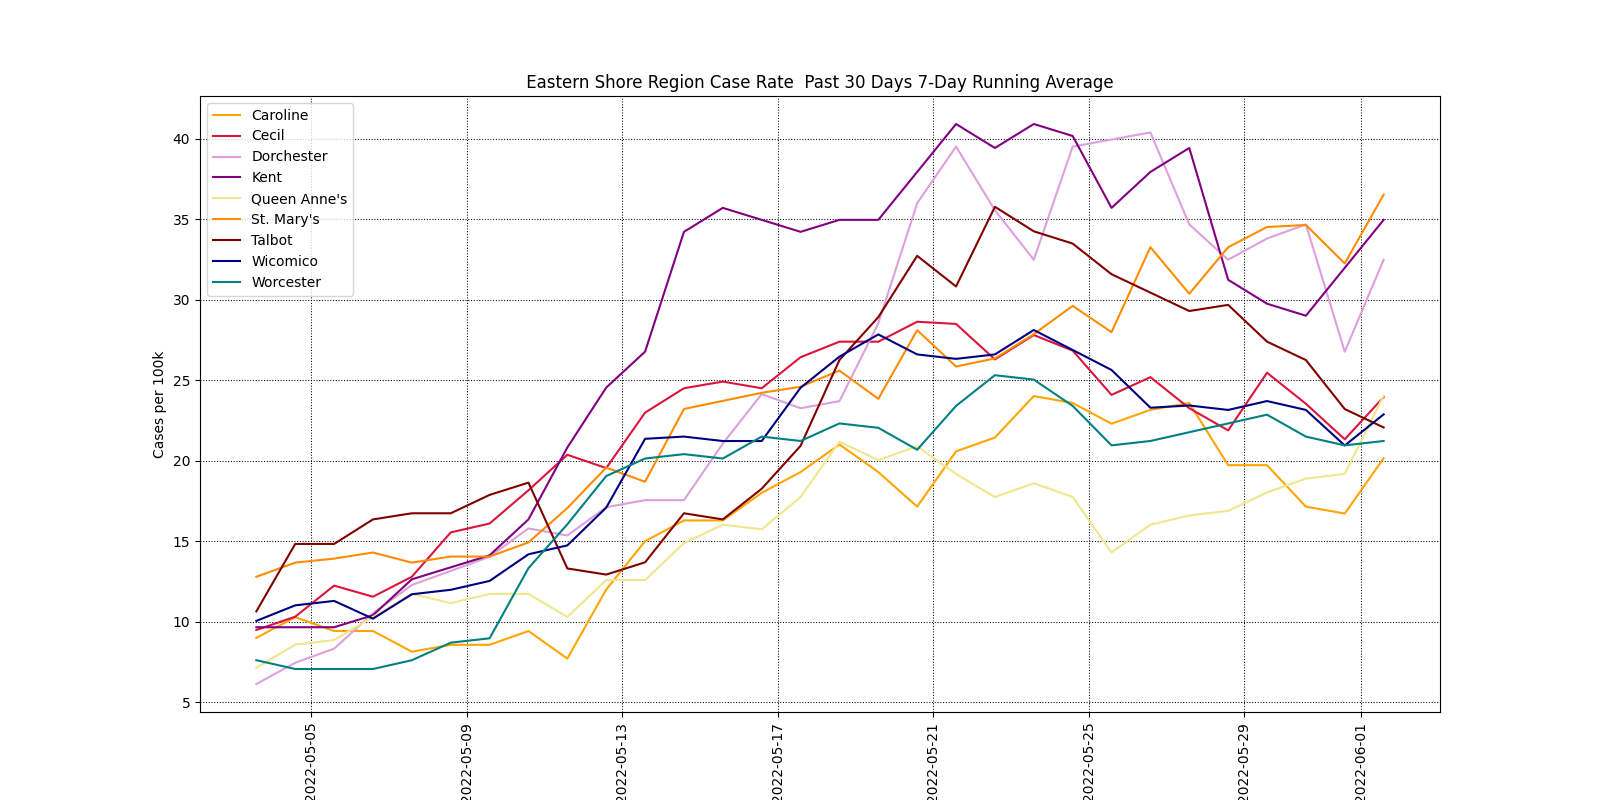 Eastern Shore Region Case Rate  Past 30 Days 7-Day Running Average
Caroline
Cecil
Dorchester
Kent
Queen Anne's
St. Mary's
Talbot
Wicomico
Worcester
Cases per 100k
40
35
30
25
20
15
10
5
2022-05-05
2022-05-09
2022-05-13
2022-05-17
2022-05-21
2022-05-25
2022-05-29
2022-06-01